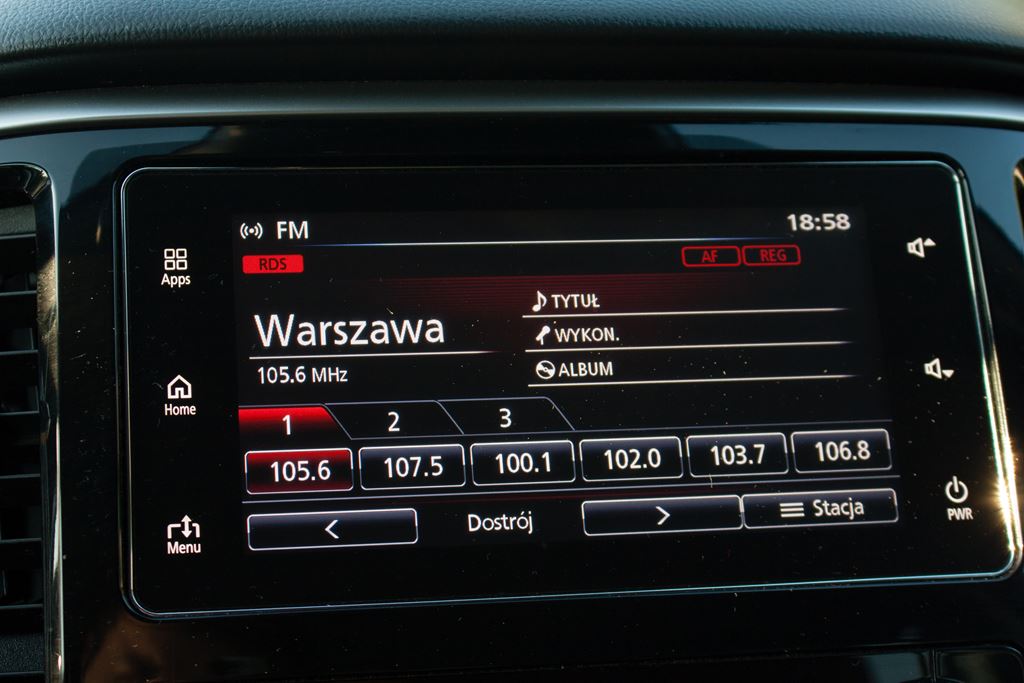 FM 18:58
RDS AF REG
Apps
TYTUŁ
Warszawa
WYKON.
105.6 MHz
ALBUM
Home
1 2 3
105.6 107.5 100.1 102.0 103.7 106.8
< Dostrój > Stacja
PWR
Menu